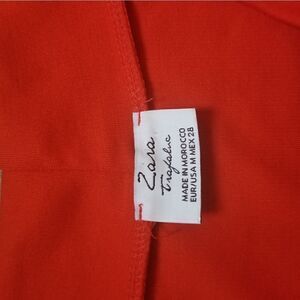 Zara
Trafaluc
MADE IN MOROCCO
EUR/USA M MEX 28